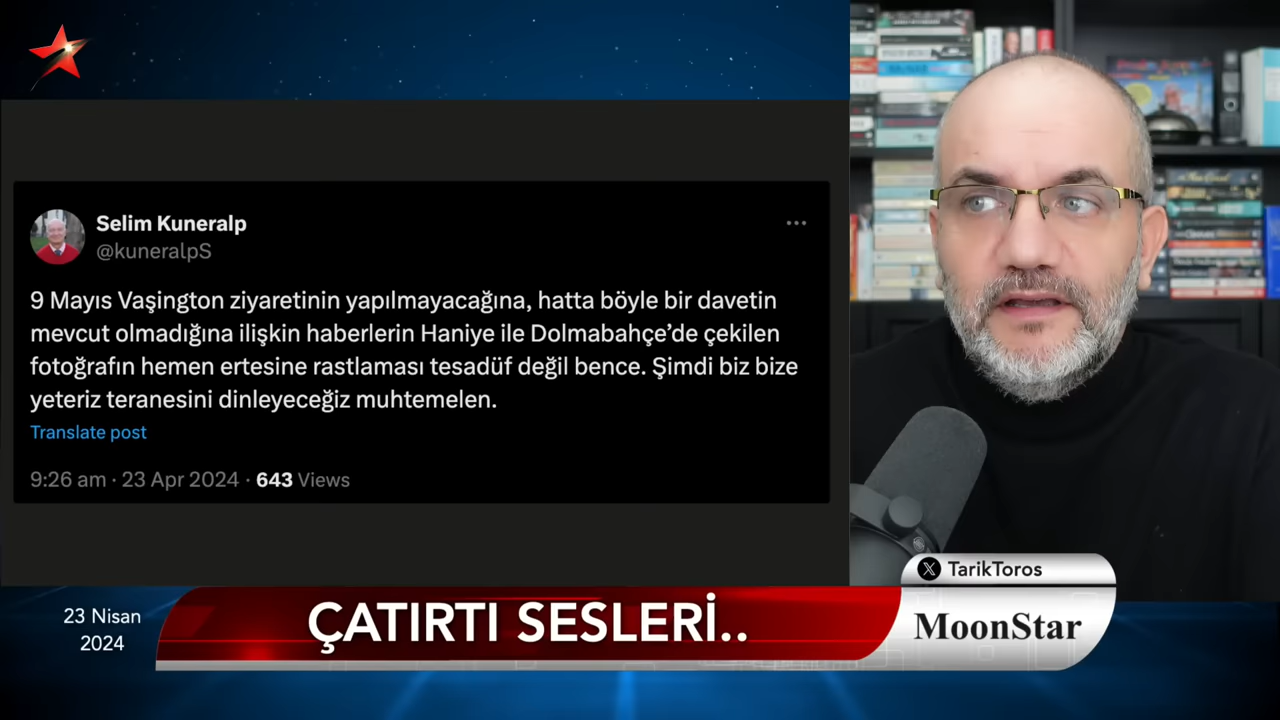 Selim Kuneralp
@kuneralpS
9 Mayıs Vaşington ziyaretinin yapılmayacağına, hatta böyle bir davetin
mevcut olmadığına ilişkin haberlerin Haniye ile Dolmabahçe’de çekilen
fotoğrafın hemen ertesine rastlaması tesadüf değil bence. Şimdi biz bize
yeteriz teranesini dinleyeceğiz muhtemelen.
Translate post
9:26 am · 23 Apr 2024 · 643 Views
TarikToros
23 Nisan
2024
ÇATIRTI SESLERİ..
MoonStar